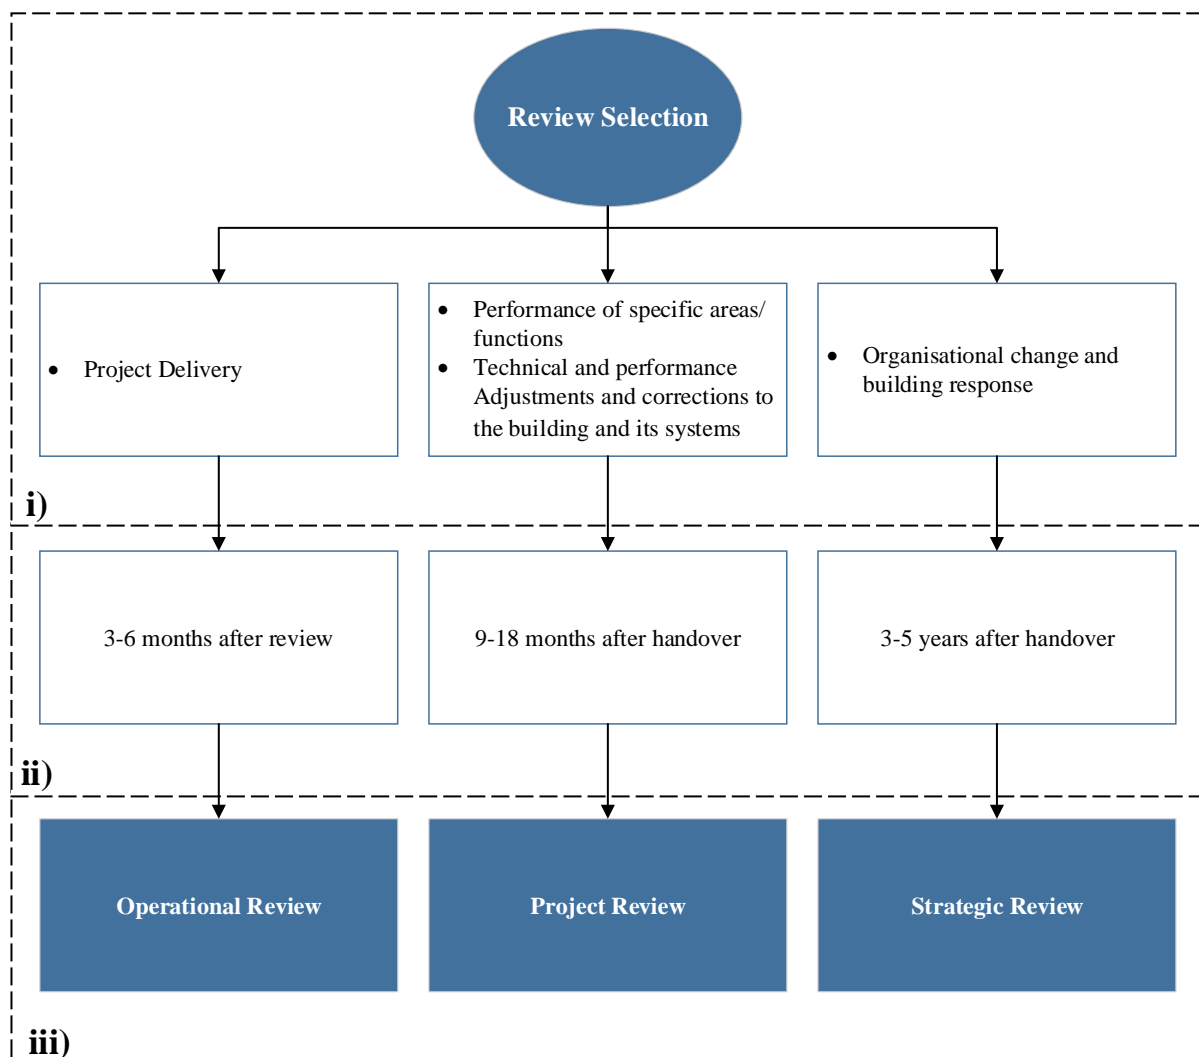 Review Selection
• Project Delivery
• Performance of specific areas/
functions
• Technical and performance
Adjustments and corrections to
the building and its systems
• Organisational change and
building response
i)
3-6 months after review
9-18 months after handover
3-5 years after handover
ii)
Operational Review
Project Review
Strategic Review
iii)